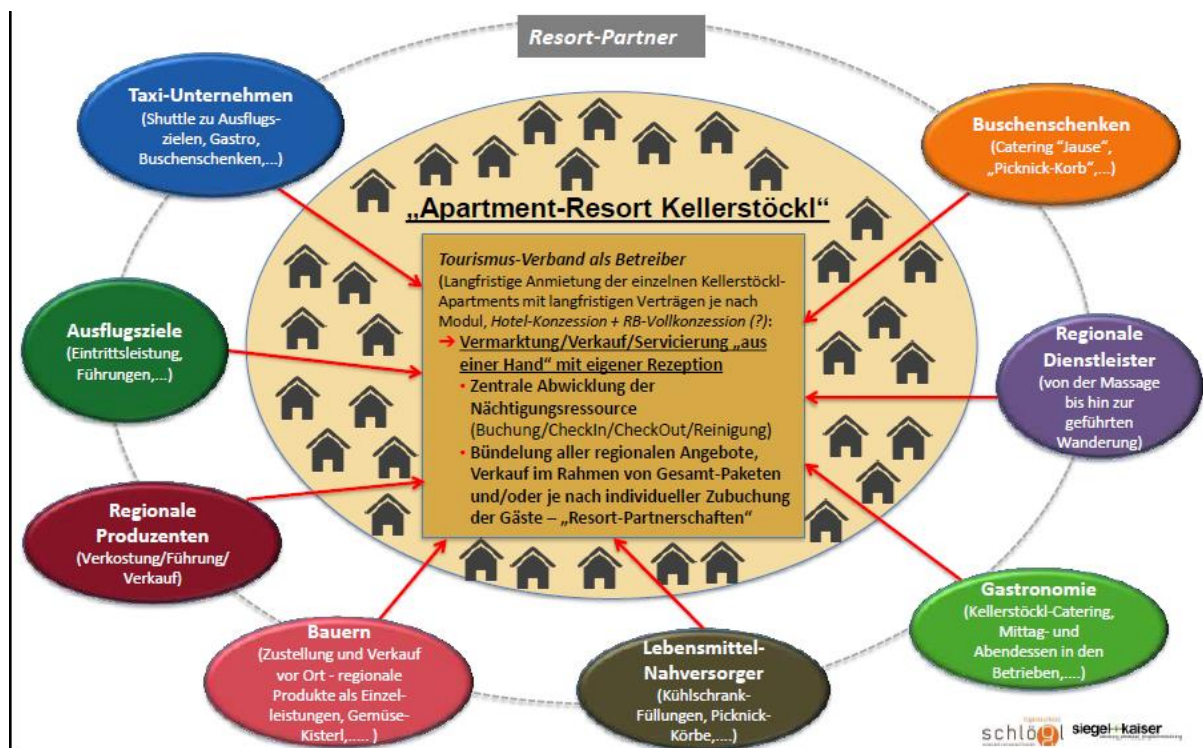 Resort-Partner
Taxi-Unternehmen
(Shuttle zu Ausflugs-
zielen, Gastro,
Buschenschenken,...)
Buschenschenken
(Catering "Jause",
„Picknick-Korb",...)
„Apartment-Resort Kellerstöckl"
Tourismus-Verband als Betreiber
(Langfristige Anmietung der einzelnen Kellerstöckl-
Apartments mit langfristigen Verträgen je nach
Modul, Hotel-Konzession + RB-Vollkonzession (?):
→ Vermarktung/Verkauf/Servicierung „aus
einer Hand" mit eigener Rezeption
• Zentrale Abwicklung der
Nächtigungsressource
(Buchung/CheckIn/CheckOut/Reinigung)
• Bündelung aller regionalen Angebote,
Verkauf im Rahmen von Gesamt-Paketen
und/oder je nach individueller Zubuchung
der Gäste – „Resort-Partnerschaften"
Ausflugsziele
(Eintrittsleistung,
Führungen,...)
Regionale
Dienstleister
(von der Massage
bis hin zur
geführten
Wanderung)
Regionale
Produzenten
(Verkostung/Führung/
Verkauf)
Gastronomie
(Kellerstöckl-Catering,
Mittag- und
Abendessen in den
Betrieben,....)
Bauern
(Zustellung und Verkauf
vor Ort - regionale
Produkte als Einzel-
leistungen, Gemüse-
Kisterl,..... )
Lebensmittel-
Nahversorger
(Kühlschrank-
Füllungen, Picknick-
Körbe,....)
schlögl
siegel+kaiser